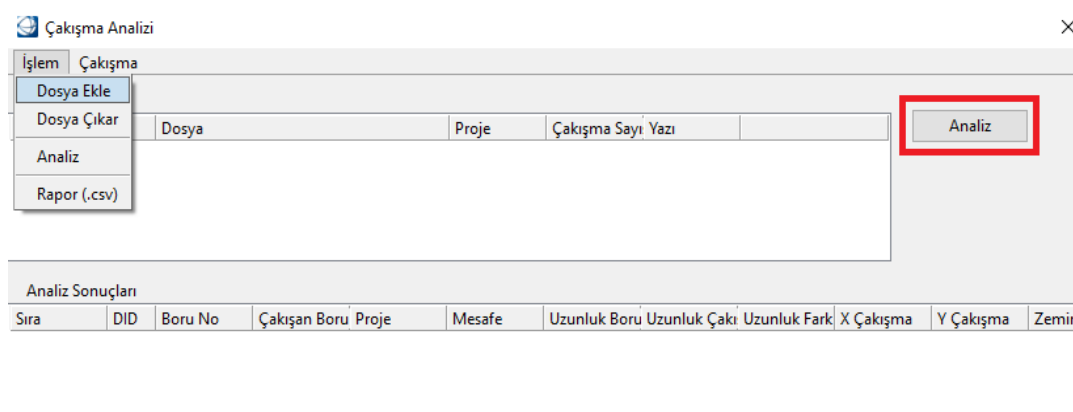 Çakışma Analizi
İşlem Çakışma
Dosya Ekle
Dosya Çıkar
Analiz
Rapor (.csv)
Dosya Proje Çakışma Sayı Yazı
Analiz
Analiz Sonuçları
Sıra DID Boru No Çakışan Boru Proje Mesafe Uzunluk Boru Uzunluk Çakı Uzunluk Fark X Çakışma Y Çakışma Zemin